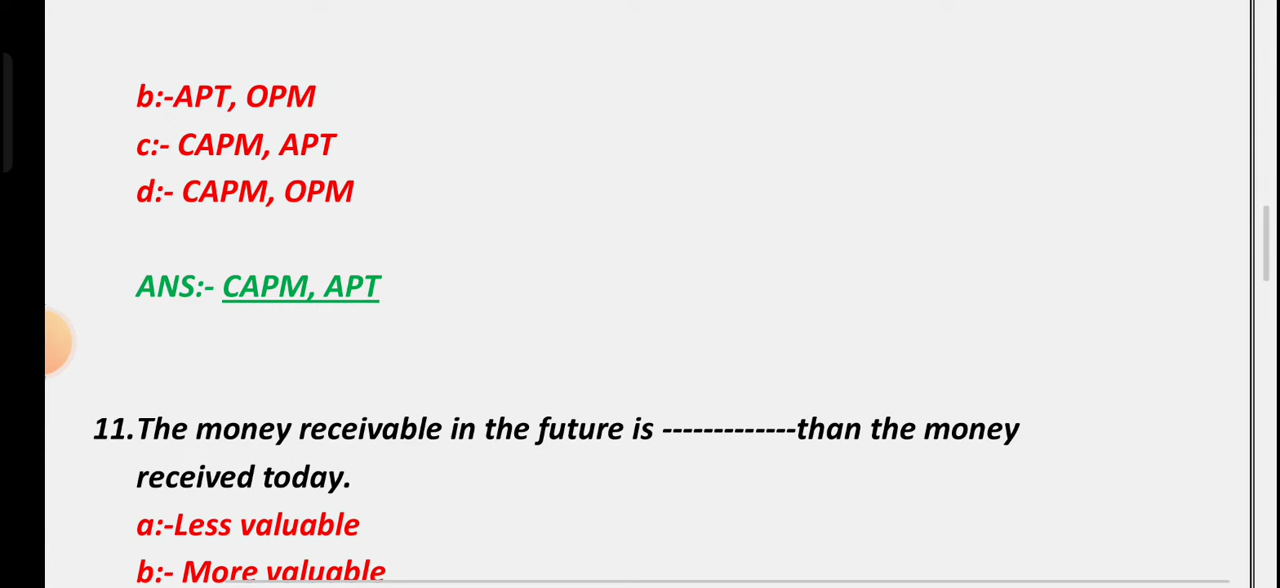 b:-APT, OPM
c:- CAPM, APT
d:- CAPM, OPM
ANS:- CAPM, APT
11.The money receivable in the future is -------------than the money
received today.
a:-Less valuable
b:- More valuable